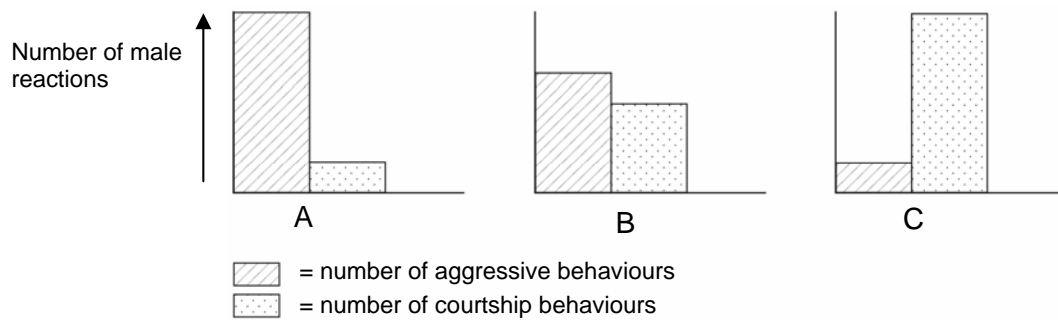 Number of male
reactions
A
B
C
= number of aggressive behaviours
= number of courtship behaviours